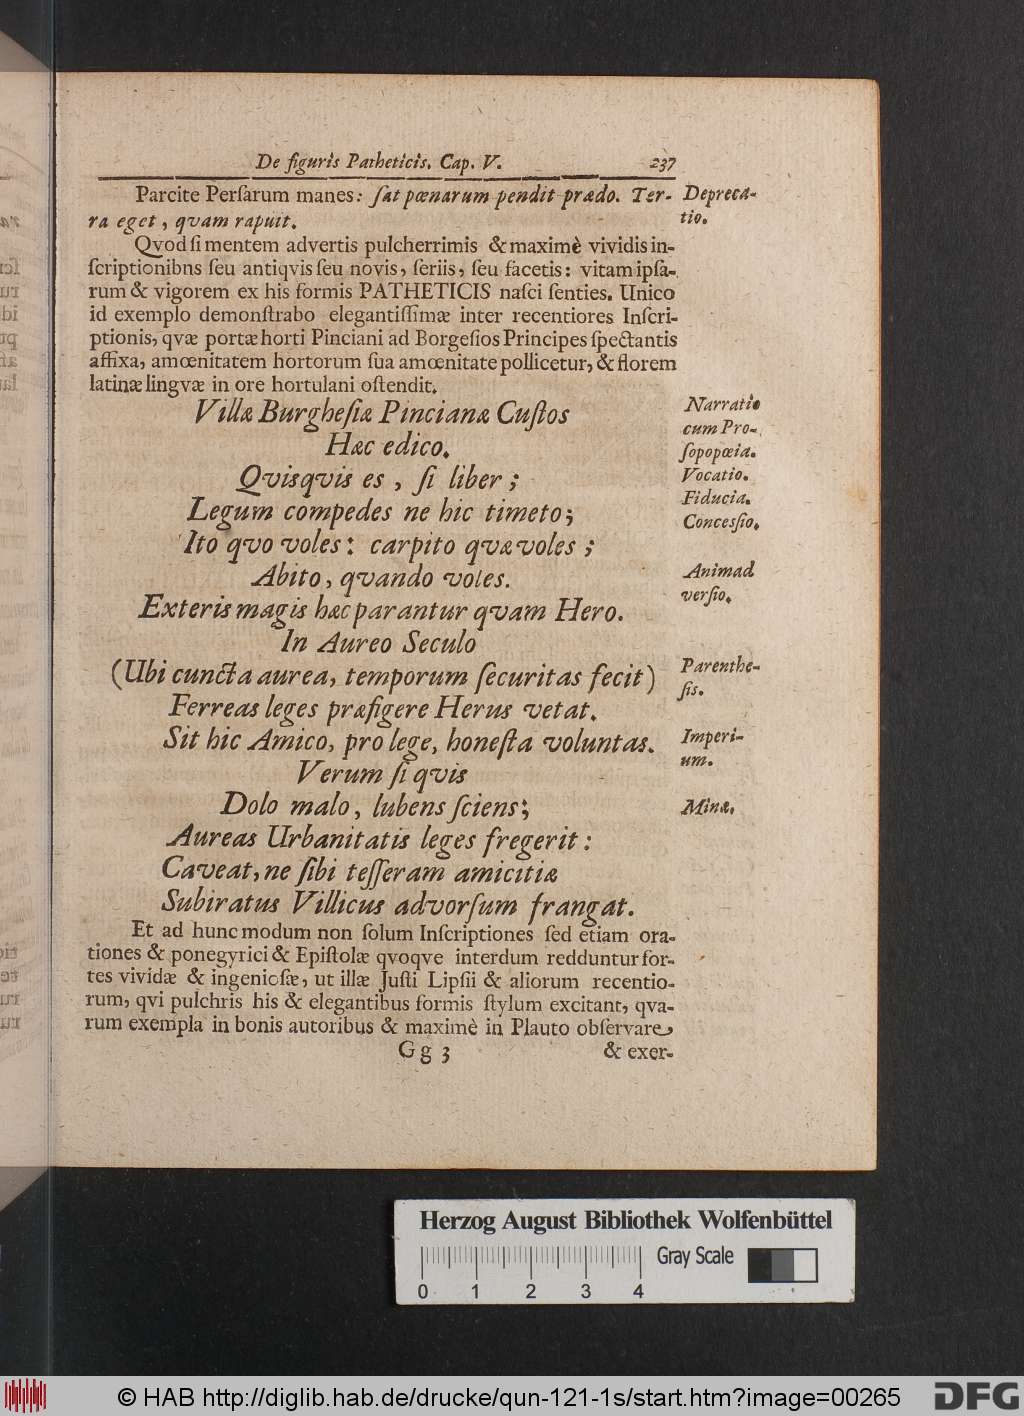 De figuris Patheticis. Cap. V. 237
Parcite Perſarum manes: ſat pœnarum pendit prædo. Ter-
ra eget, qvam rapuit.
Depreca-
tio.
Qvod ſi mentem advertis pulcherrimis & maximè vividis in-
ſcriptionibns ſeu antiqvis ſeu novis, ſeriis, ſeu facetis: vitam ipſa-
rum & vigorem ex his formis PATHETICIS naſci ſenties. Unico
id exemplo demonſtrabo elegantiſſimæ inter recentiores Inſcri-
ptionis, qvæ portæ horti Pinciani ad Borgeſios Principes ſpectantis
affixa, amœnitatem hortorum ſua amœnitate pollicetur, & florem
latinæ lingvæ in ore hortulani oſtendit.
Villæ Burgheſiæ Pincianæ Cuſtos
Hæc edico.
Qvisqvis es, ſi liber;
Legum compedes ne hic timeto;
Ito qvo voles: carpito qvæ voles;
Abito, qvando voles.
Exteris magis hæc parantur qvam Hero.
In Aureo Seculo
(Ubi cuncta aurea, temporum ſecuritas fecit)
Ferreas leges præfigere Herus vetat.
Sit hic Amico, pro lege, honeſta voluntas.
Verum ſi qvis
Dolo malo, lubens ſciens;
Aureas Urbanitatis leges fregerit:
Caveat, ne ſibi teſſeram amicitiæ
Subiratus Villicus advorſum frangat.
Narratio
cum Pro-
ſopopœia.
Vocatio.
Fiducia.
Conceſſio.
Animad
verſio.
Parenthe-
ſis.
Imperi-
um.
Minæ.
Et ad hunc modum non ſolum Inſcriptiones ſed etiam ora-
tiones & ponegyrici & Epiſtolæ qvoqve interdum redduntur for-
tes vividæ & ingenioſæ, ut illæ Juſti Lipſii & aliorum recentio-
rum, qvi pulchris his & elegantibus formis ſtylum excitant, qva-
rum exempla in bonis autoribus & maximè in Plauto obſervare,
Gg 3 & exer-
Herzog August Bibliothek Wolfenbüttel
Gray Scale
0 1 2 3 4
© HAB http://diglib.hab.de/drucke/qun-121-1s/start.htm?image=00265
DFG